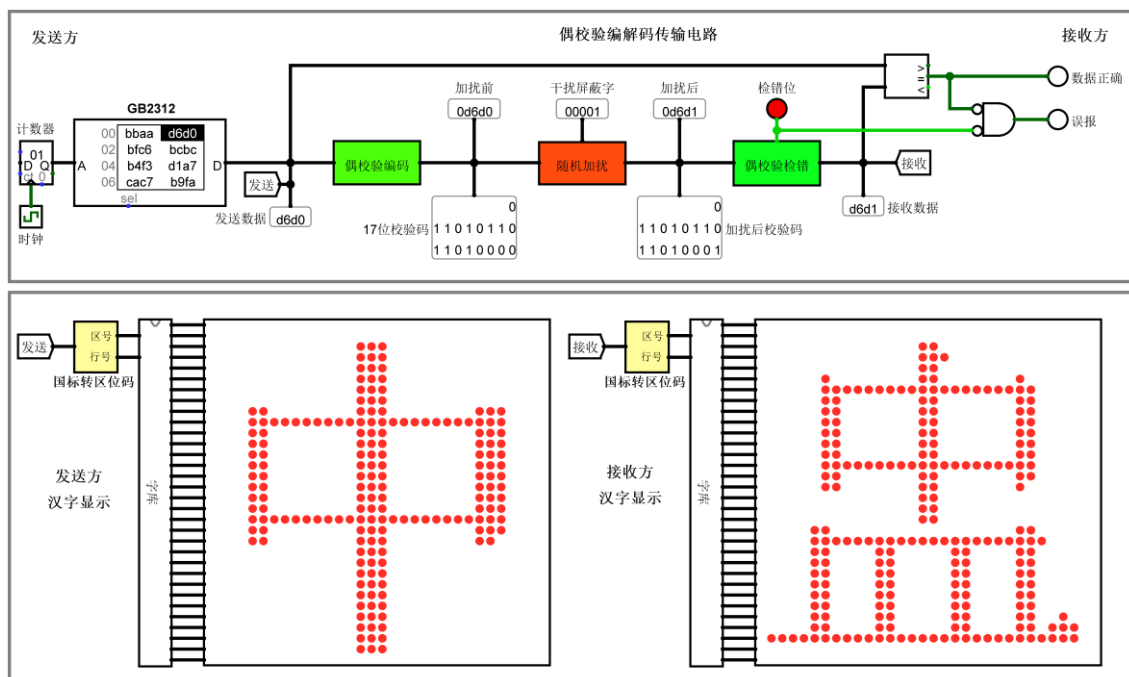 发送方
偶校验编解码传输电路
接收方
加扰前
干扰屏蔽字
加扰后
检错位
数据正确
0d6d0
00001
0d6d1
>
=
<
GB2312
计数器
00 bbaa d6d0
02 bfc6 bcbc
04 b4f3 d1a7
06 cac7 b9fa
A
D
sel
01
D Q
ct 0
时钟
误报
偶校验编码
随机加扰
偶校验检错
发送
接收
发送数据 d6d0
d6d1 接收数据
17位校验码
0
1 1 0 1 0 1 1 0
1 1 0 1 0 0 0 0
加扰后校验码
0
1 1 0 1 0 1 1 0
1 1 0 1 0 0 0 1
发送
区号
行号
国标转区位码
字库
发送方
汉字显示
中
接收
区号
行号
国标转区位码
字库
接收方
汉字显示
盅